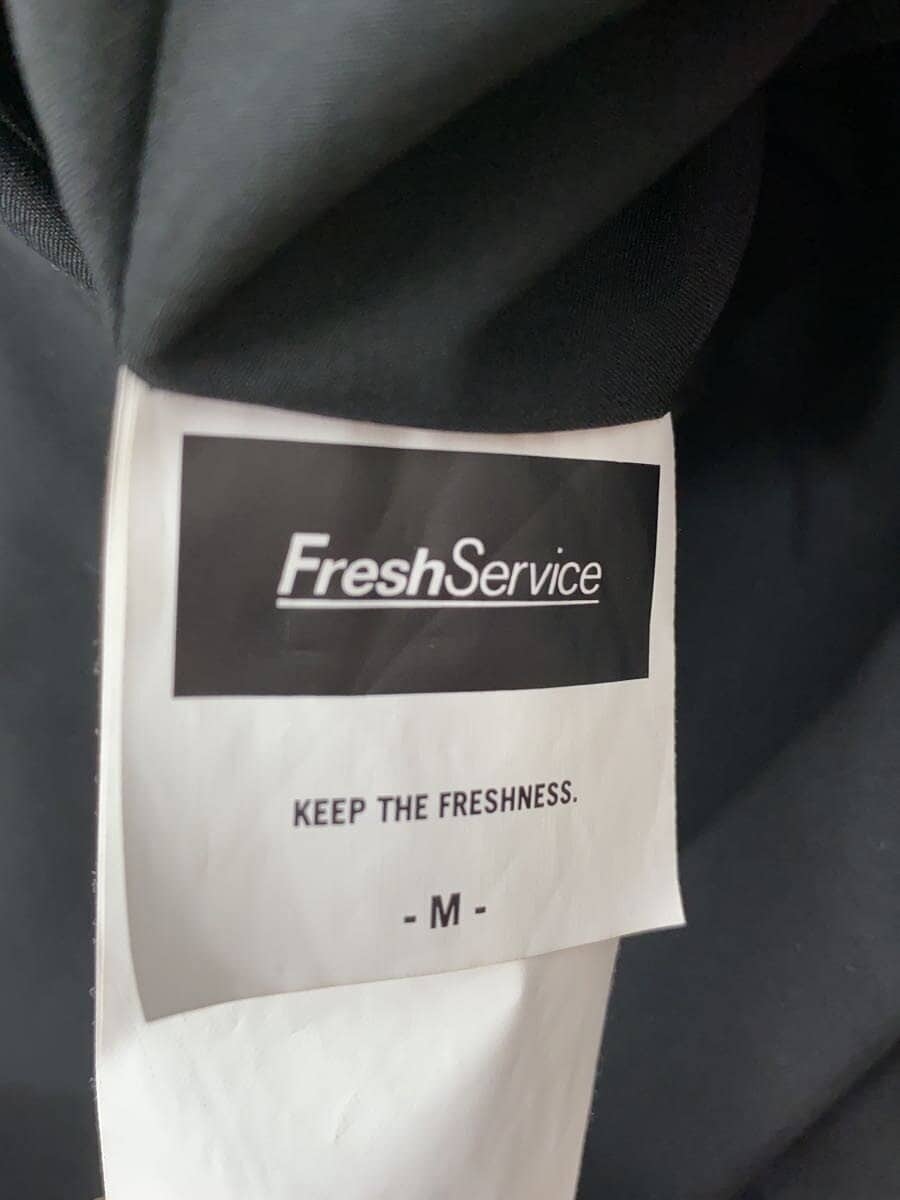 FreshService
KEEP THE FRESHNESS.
- M -